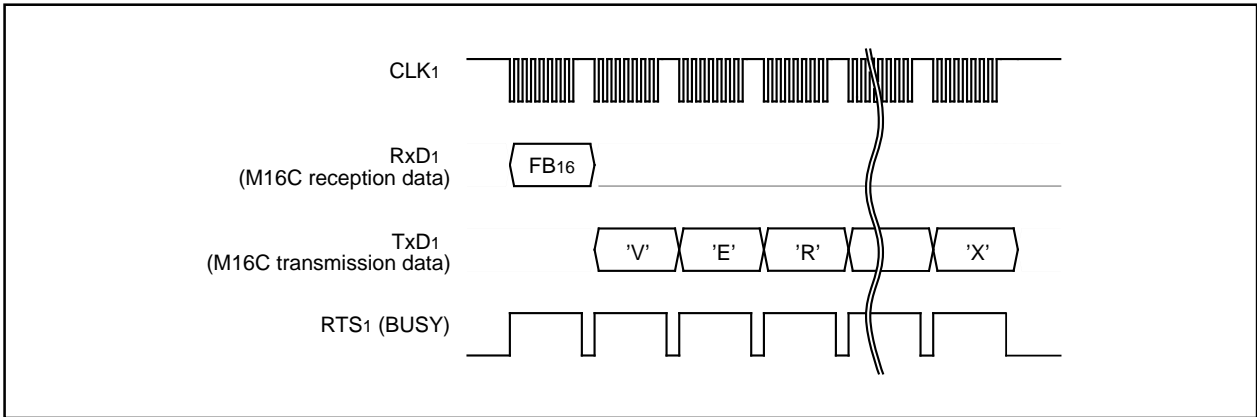 CLK1
RxD1
(M16C reception data)
FB16
TxD1
(M16C transmission data)
'V' 'E' 'R' 'X'
RTS1 (BUSY)